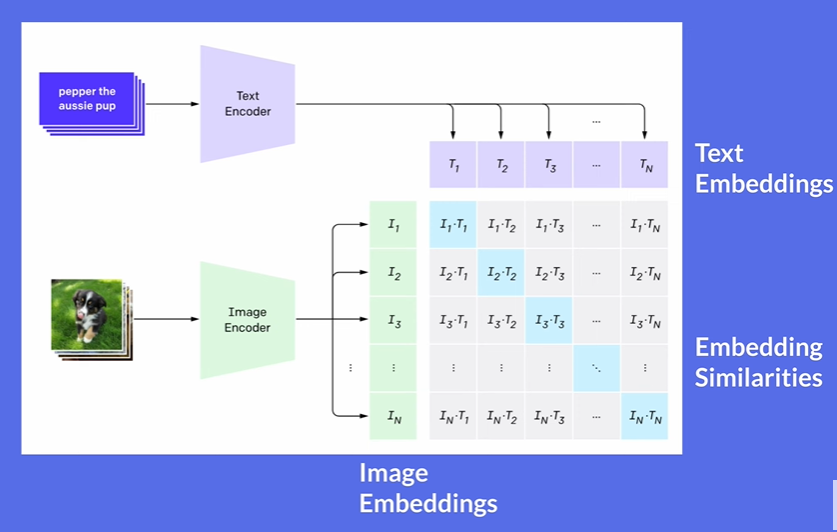 pepper the
aussie pup
Text
Encoder
...
T1 T2 T3 ... TN
Text
Embeddings
I1 I1·T1 I1·T2 I1·T3 ... I1·TN
I2 I2·T1 I2·T2 I2·T3 ... I2·TN
Image
Encoder
I3 I3·T1 I3·T2 I3·T3 ... I3·TN
⋮ ⋮ ⋮ ⋮ ⋮ ⋱ ⋮
Embedding
Similarities
IN IN·T1 IN·T2 IN·T3 ... IN·TN
Image
Embeddings